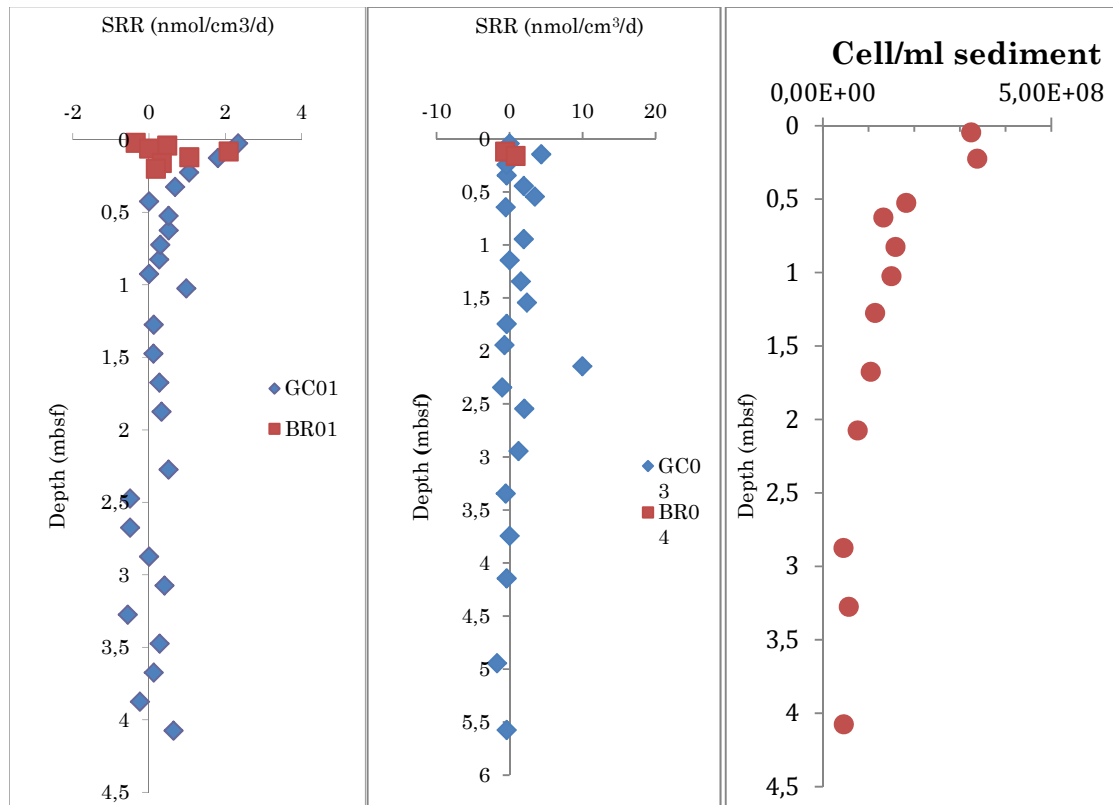 SRR (nmol/cm3/d)
-2 0 2 4
0
0,5
1
1,5
2
2,5
3
3,5
4
4,5
Depth (mbsf)
GC01
BR01
SRR (nmol/cm³/d)
-10 0 10 20
0
0,5
1
1,5
2
2,5
3
3,5
4
4,5
5
5,5
6
Depth (mbsf)
GC0
3
BR0
4
Cell/ml sediment
0,00E+00 5,00E+08
0
0,5
1
1,5
2
2,5
3
3,5
4
4,5
Depth (mbsf)